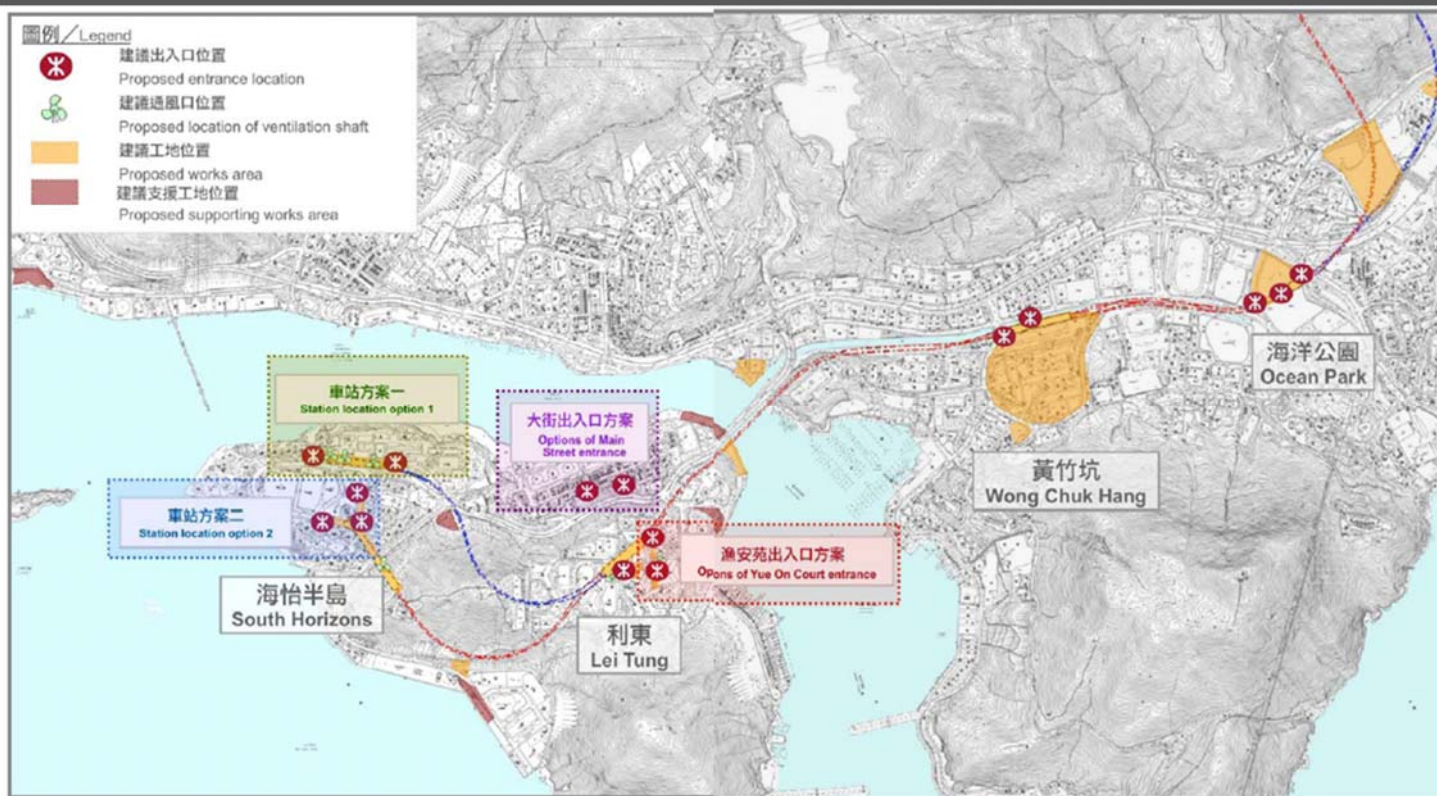 圖例／Legend
建議出入口位置
Proposed entrance location
建議通風口位置
Proposed location of ventilation shaft
建議工地位置
Proposed works area
建議支援工地位置
Proposed supporting works area
海洋公園
Ocean Park
車站方案一
Station location option 1
大街出入口方案
Options of Main
Street entrance
黃竹坑
Wong Chuk Hang
車站方案二
Station location option 2
漁安苑出入口方案
OPpons of Yue On Court entrance
海怡半島
South Horizons
利東
Lei Tung